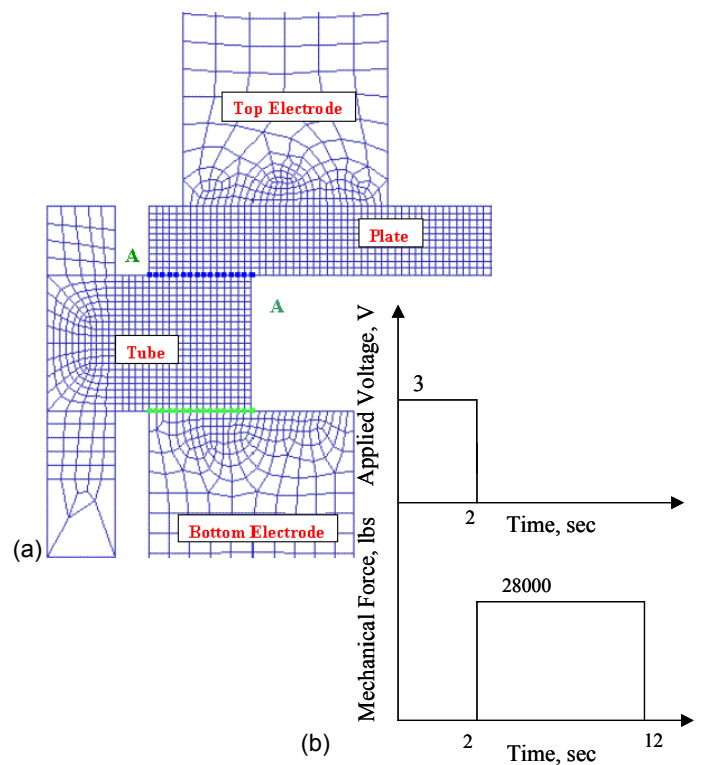 Top Electrode
Plate
A
A
Tube
Bottom Electrode
(a)
Applied Voltage, V
3
2
Time, sec
Mechanical Force, lbs
28000
2
12
Time, sec
(b)